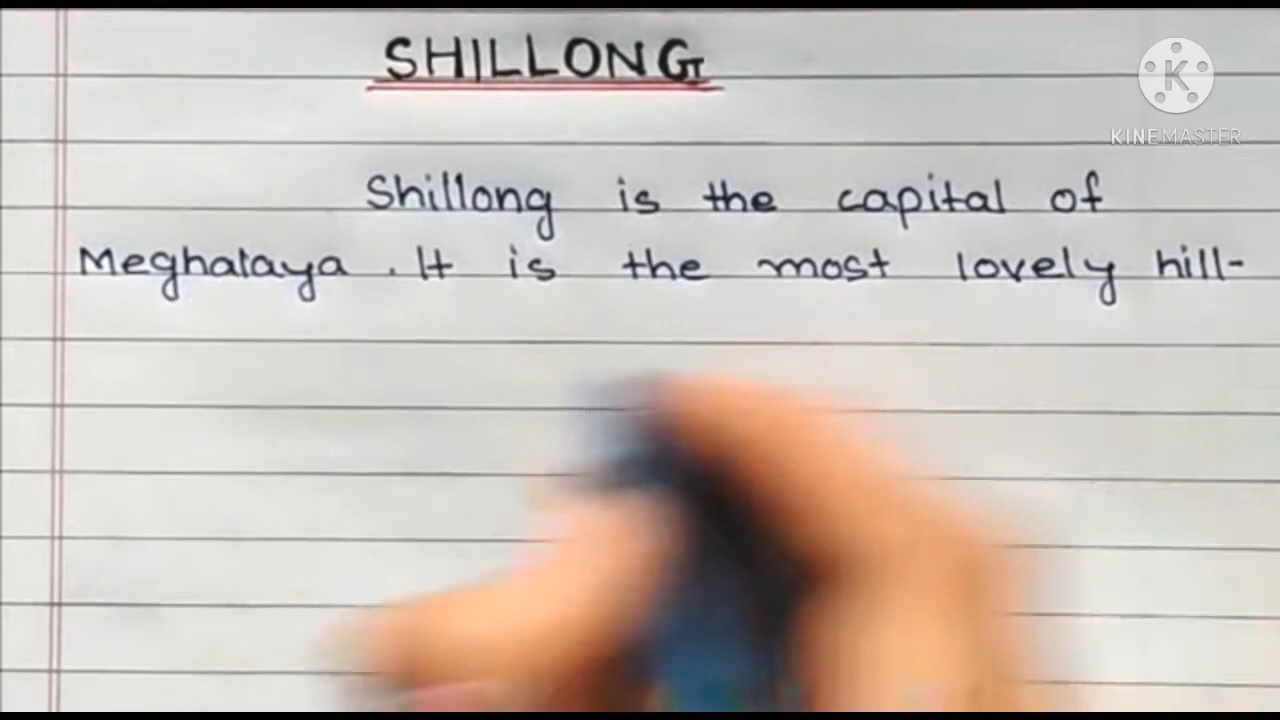 SHILLONG
K
KINEMASTER
Shillong is the capital of
Meghalaya. It is the most lovely hill-